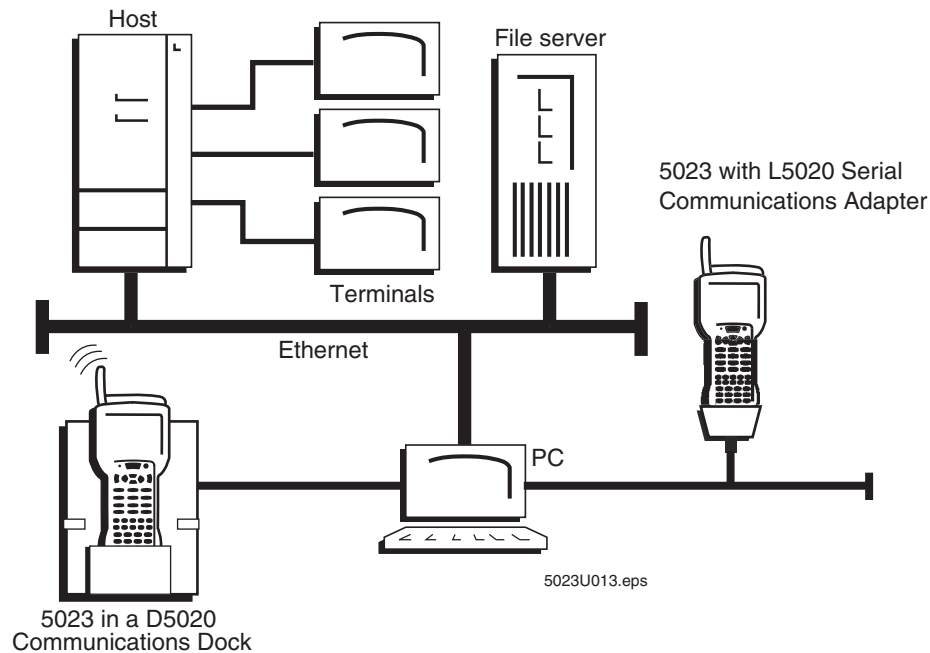 Host
File server
5023 with L5020 Serial
Communications Adapter
Terminals
Ethernet
PC
5023U013.eps
5023 in a D5020
Communications Dock